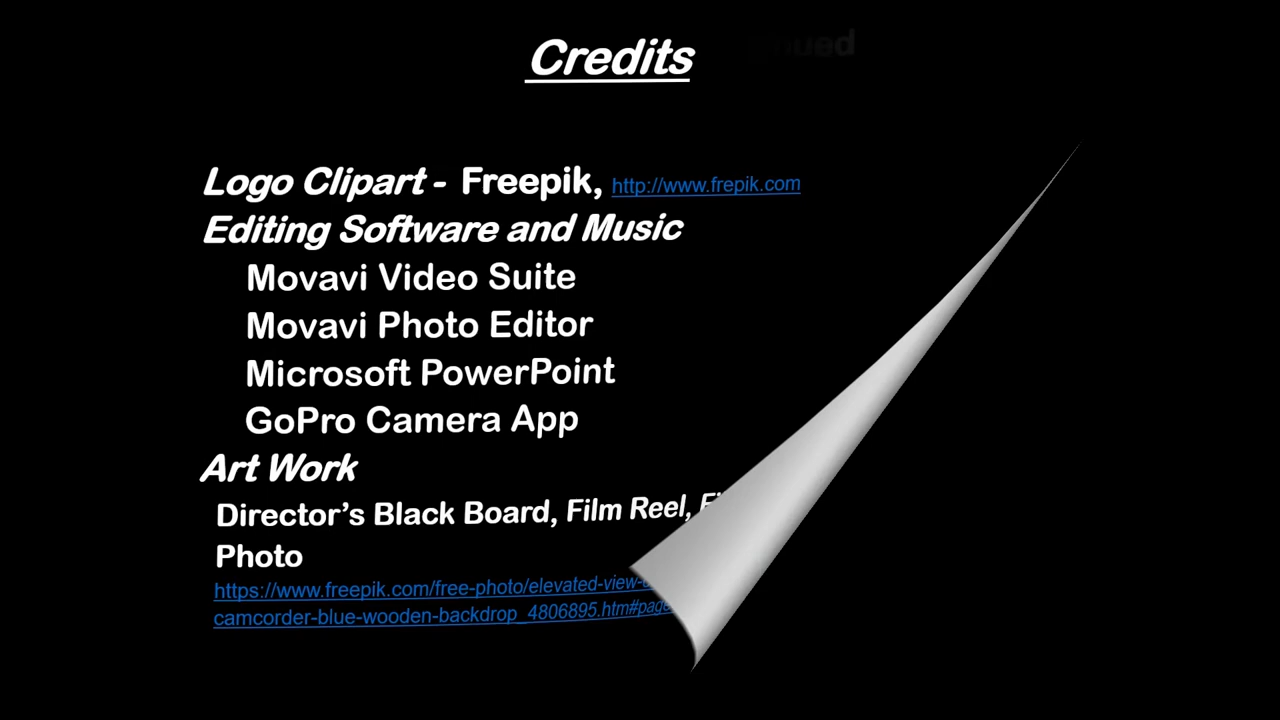 Credits
Logo Clipart - Freepik, http://www.frepik.com
Editing Software and Music
Movavi Video Suite
Movavi Photo Editor
Microsoft PowerPoint
GoPro Camera App
Art Work
Director’s Black Board, Film Reel,
Photo
https://www.freepik.com/free-photo/elevated-view-
camcorder-blue-wooden-backdrop_4806895.htm#page